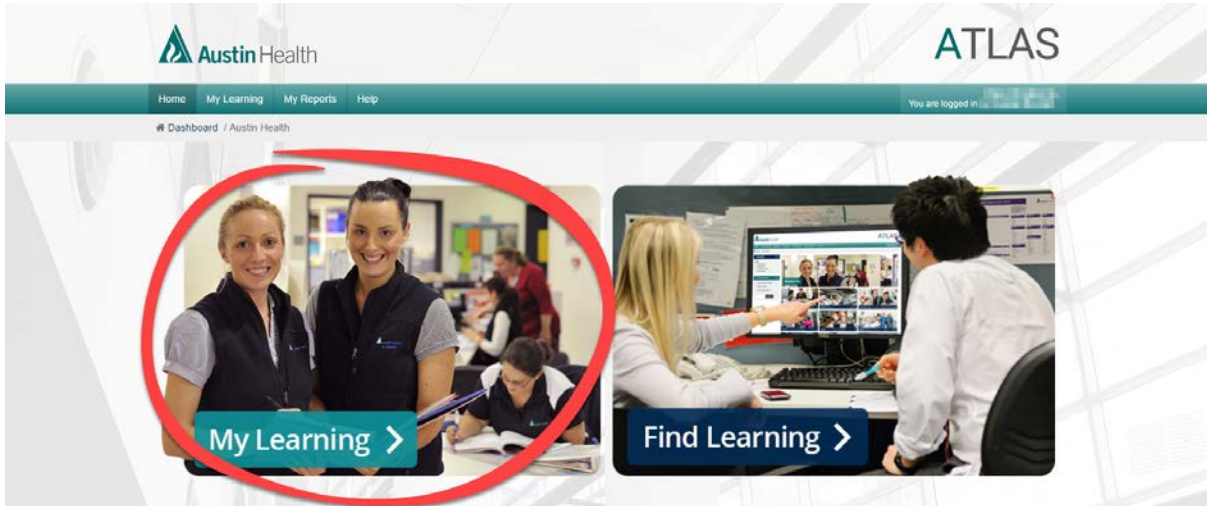 Austin Health
ATLAS
Home My Learning My Reports Help
You are logged in
Dashboard / Austin Health
My Learning
Find Learning